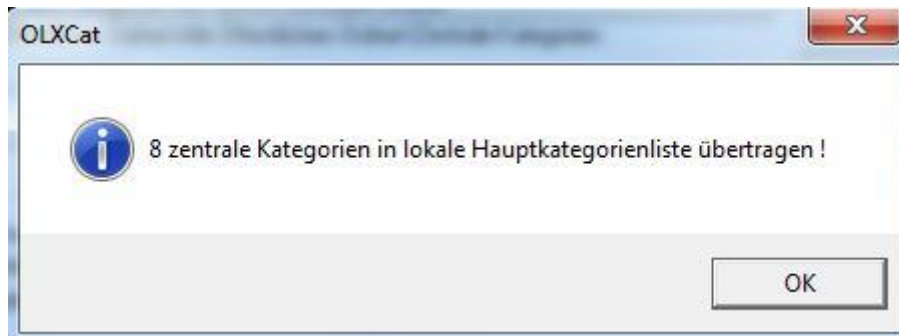 OLXCat
8 zentrale Kategorien in lokale Hauptkategorienliste übertragen !
OK